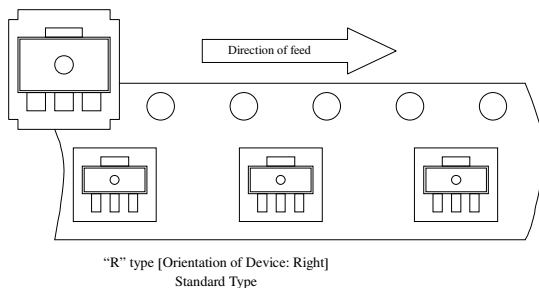 Direction of feed
“R” type [Orientation of Device: Right]
Standard Type